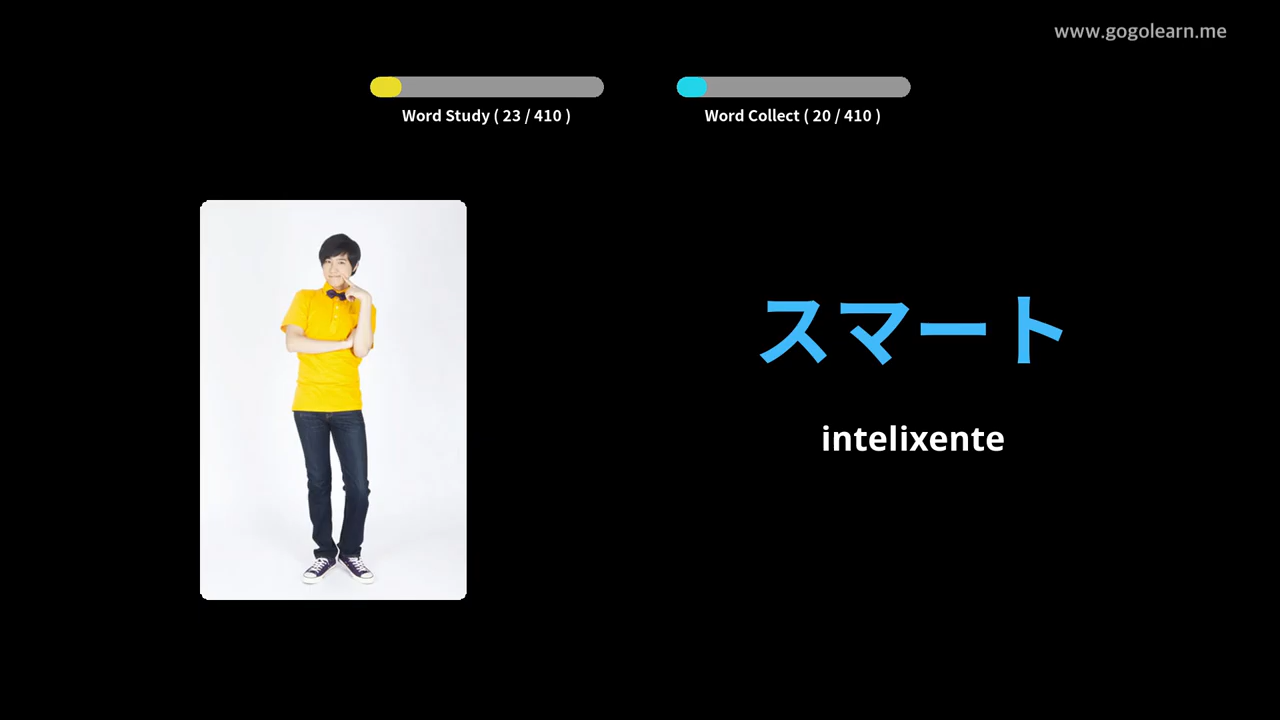 www.gogolearn.me
Word Study ( 23 / 410 )
Word Collect ( 20 / 410 )
スマート
intelixente